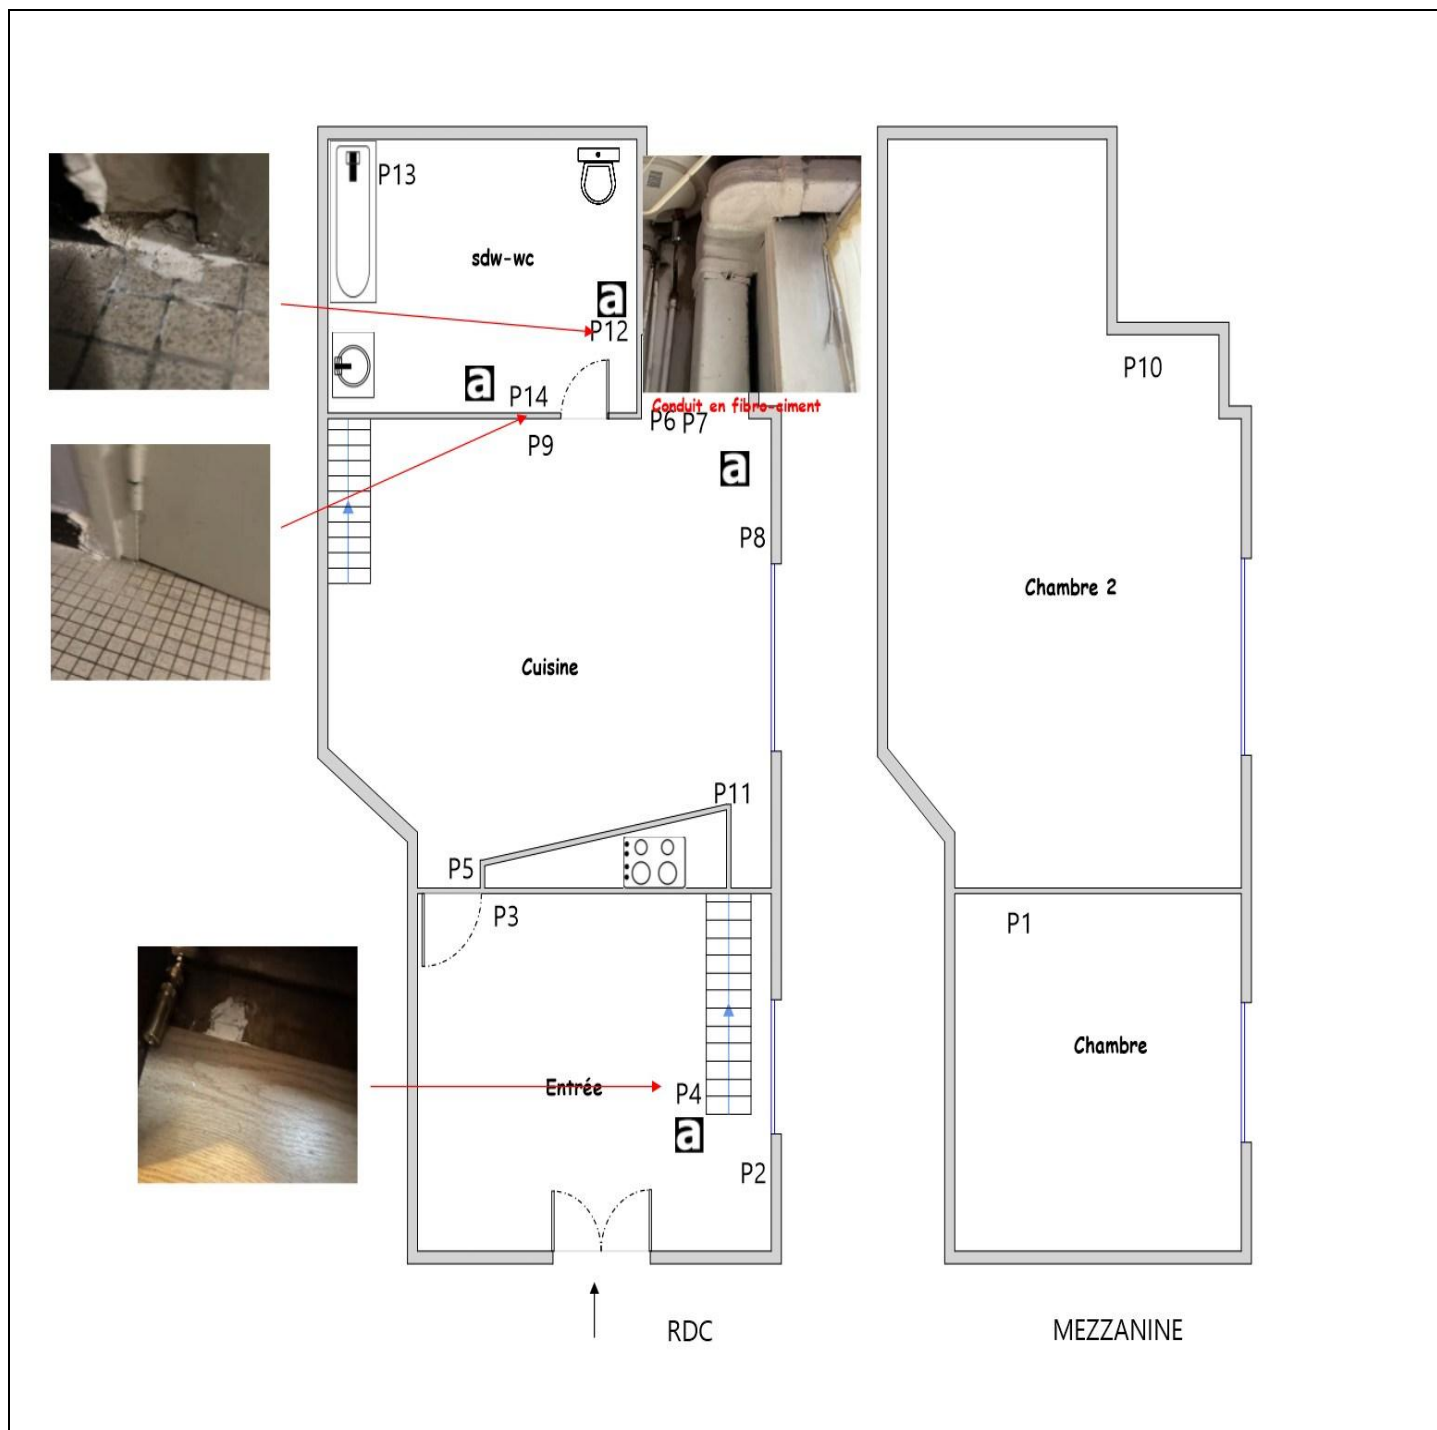 P13
sdw-wc
a
P12
a
P14
Conduit en fibro-ciment
P6 P7
P9
a
P8
P10
Chambre 2
Cuisine
P11
P5
P3
P1
Chambre
Entrée
P4
a
P2
RDC
MEZZANINE